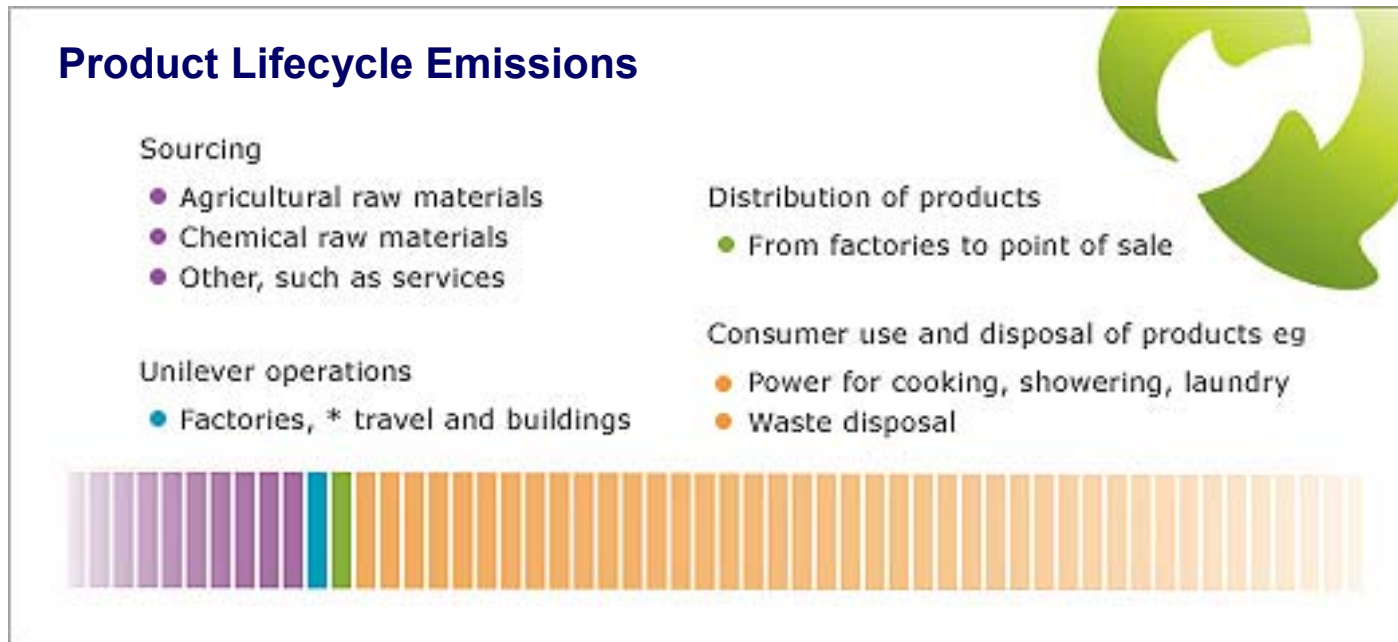 Product Lifecycle Emissions
Sourcing
• Agricultural raw materials
• Chemical raw materials
• Other, such as services
Unilever operations
• Factories, * travel and buildings
Distribution of products
• From factories to point of sale
Consumer use and disposal of products eg
• Power for cooking, showering, laundry
• Waste disposal